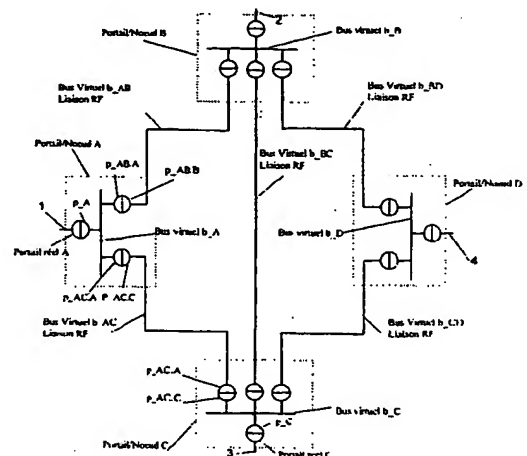 Portail/Noeud B
2
Bus virtuel b_B
Bus Virtuel b_AB
Liaison RF
Bus Virtuel b_BD
Liaison RF
Portail/Noeud A
p_AB.A
p_AB.B
Bus Virtuel b_BC
Liaison RF
Portail/Noeud D
1
p_A
Portail réel A
Bus virtuel b_A
Bus virtuel b_D
4
p_AC.A
P_AC.C
Bus Virtuel b_AC
Liaison RF
Bus Virtuel b_CD
Liaison RF
p_AC.A
p_AC.C
Bus virtuel b_C
p_C
Portail/Noeud C
3
Portail réel C